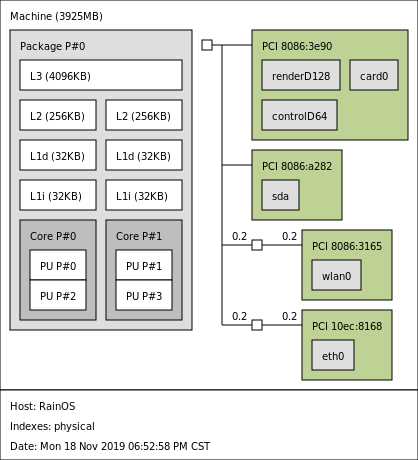 Machine (3925MB)
Package P#0
L3 (4096KB)
L2 (256KB) L2 (256KB)
L1d (32KB) L1d (32KB)
L1i (32KB) L1i (32KB)
Core P#0 Core P#1
PU P#0 PU P#1
PU P#2 PU P#3
PCI 8086:3e90
renderD128 card0
controlD64
PCI 8086:a282
sda
0.2 0.2
PCI 8086:3165
wlan0
0.2 0.2
PCI 10ec:8168
eth0
Host: RainOS
Indexes: physical
Date: Mon 18 Nov 2019 06:52:58 PM CST